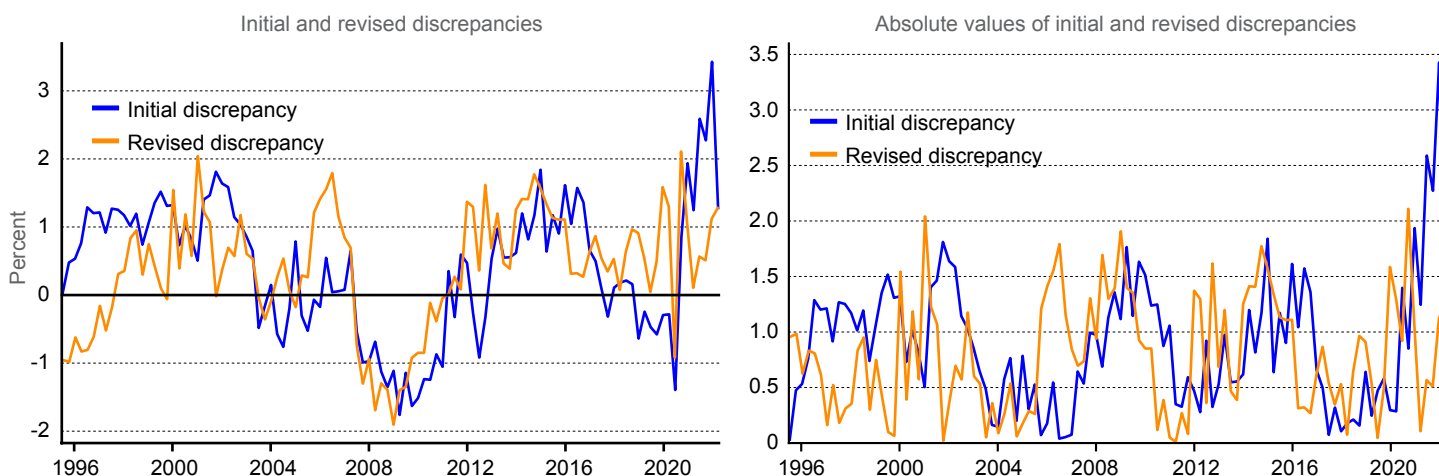 Initial and revised discrepancies
Percent
3
2
1
0
-1
-2
Initial discrepancy
Revised discrepancy
1996 2000 2004 2008 2012 2016 2020
Absolute values of initial and revised discrepancies
3.5
3.0
2.5
2.0
1.5
1.0
0.5
0
Initial discrepancy
Revised discrepancy
1996 2000 2004 2008 2012 2016 2020